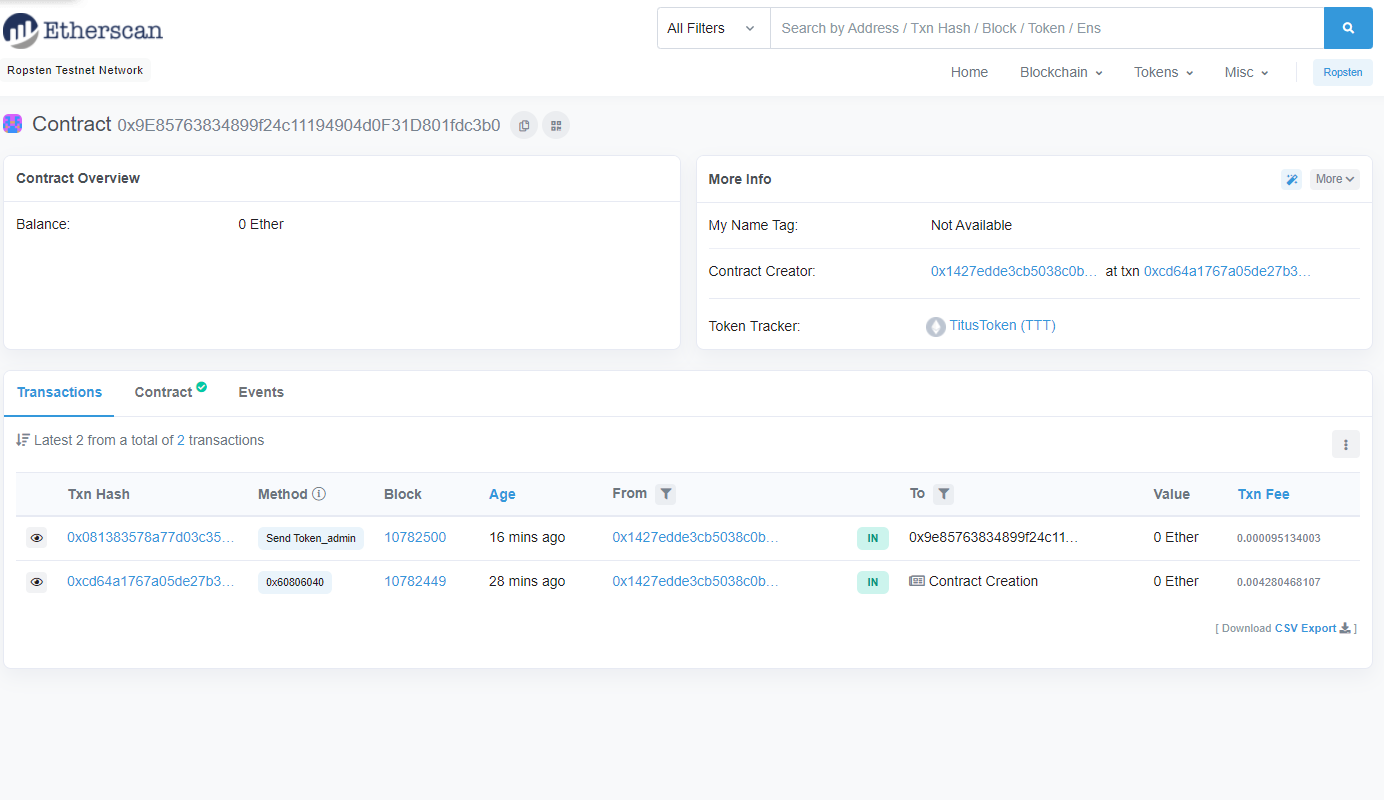 Etherscan
All Filters
Search by Address / Txn Hash / Block / Token / Ens
Ropsten Testnet Network
Home Blockchain Tokens Misc Ropsten
Contract 0x9E85763834899f24c11194904d0F31D801fdc3b0
Contract Overview
Balance: 0 Ether
More Info More
My Name Tag: Not Available
Contract Creator: 0x1427edde3cb5038c0b... at txn 0xcd64a1767a05de27b3...
Token Tracker: TitusToken (TTT)
Transactions Contract Events
Latest 2 from a total of 2 transactions
Txn Hash Method Block Age From To Value Txn Fee
0x081383578a77d03c35... Send Token_admin 10782500 16 mins ago 0x1427edde3cb5038c0b... IN 0x9e85763834899f24c11... 0 Ether 0.000095134003
0xcd64a1767a05de27b3... 0x60806040 10782449 28 mins ago 0x1427edde3cb5038c0b... IN Contract Creation 0 Ether 0.004280468107
[ Download CSV Export ]